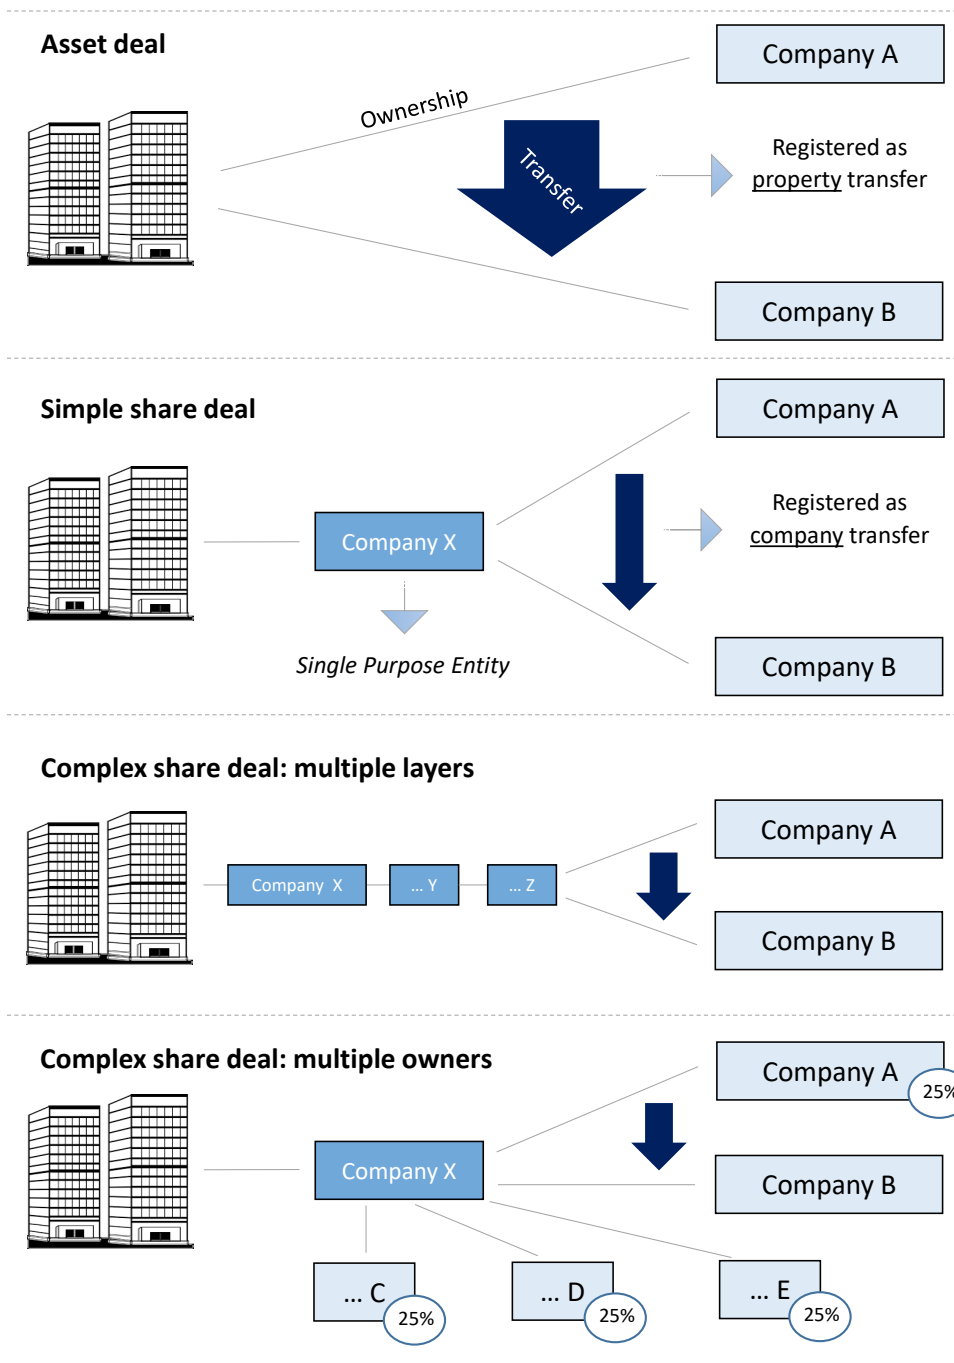 Asset deal
Company A
Ownership
Transfer
Registered as
property transfer
Company B
Simple share deal
Company A
Company X
Registered as
company transfer
Single Purpose Entity
Company B
Complex share deal: multiple layers
Company A
Company X
... Y
... Z
Company B
Complex share deal: multiple owners
Company A
25%
Company X
Company B
... C
25%
... D
25%
... E
25%